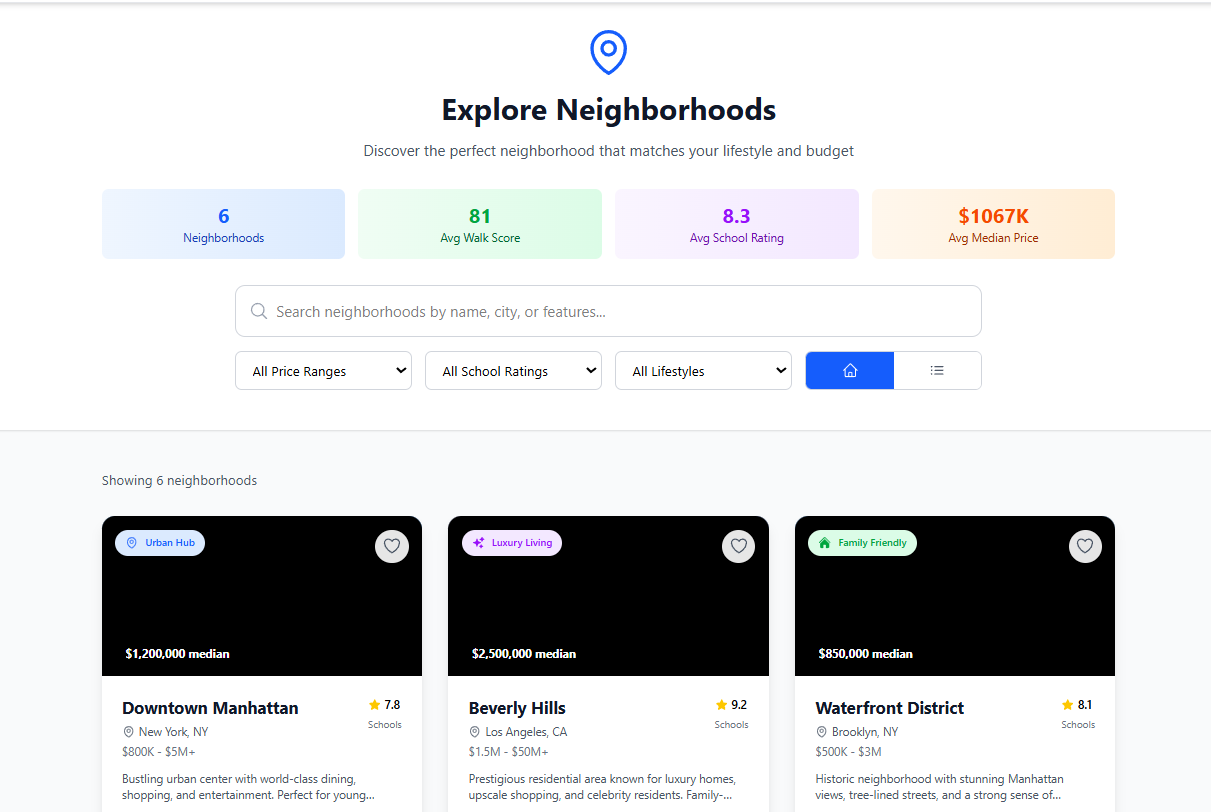 Explore Neighborhoods
Discover the perfect neighborhood that matches your lifestyle and budget
6
Neighborhoods
81
Avg Walk Score
8.3
Avg School Rating
$1067K
Avg Median Price
Search neighborhoods by name, city, or features...
All Price Ranges
All School Ratings
All Lifestyles
Showing 6 neighborhoods
Urban Hub
$1,200,000 median
Downtown Manhattan
7.8
Schools
New York, NY
$800K - $5M+
Bustling urban center with world-class dining,
shopping, and entertainment. Perfect for young...
Luxury Living
$2,500,000 median
Beverly Hills
9.2
Schools
Los Angeles, CA
$1.5M - $50M+
Prestigious residential area known for luxury homes,
upscale shopping, and celebrity residents. Family-...
Family Friendly
$850,000 median
Waterfront District
8.1
Schools
Brooklyn, NY
$500K - $3M
Historic neighborhood with stunning Manhattan
views, tree-lined streets, and a strong sense of...